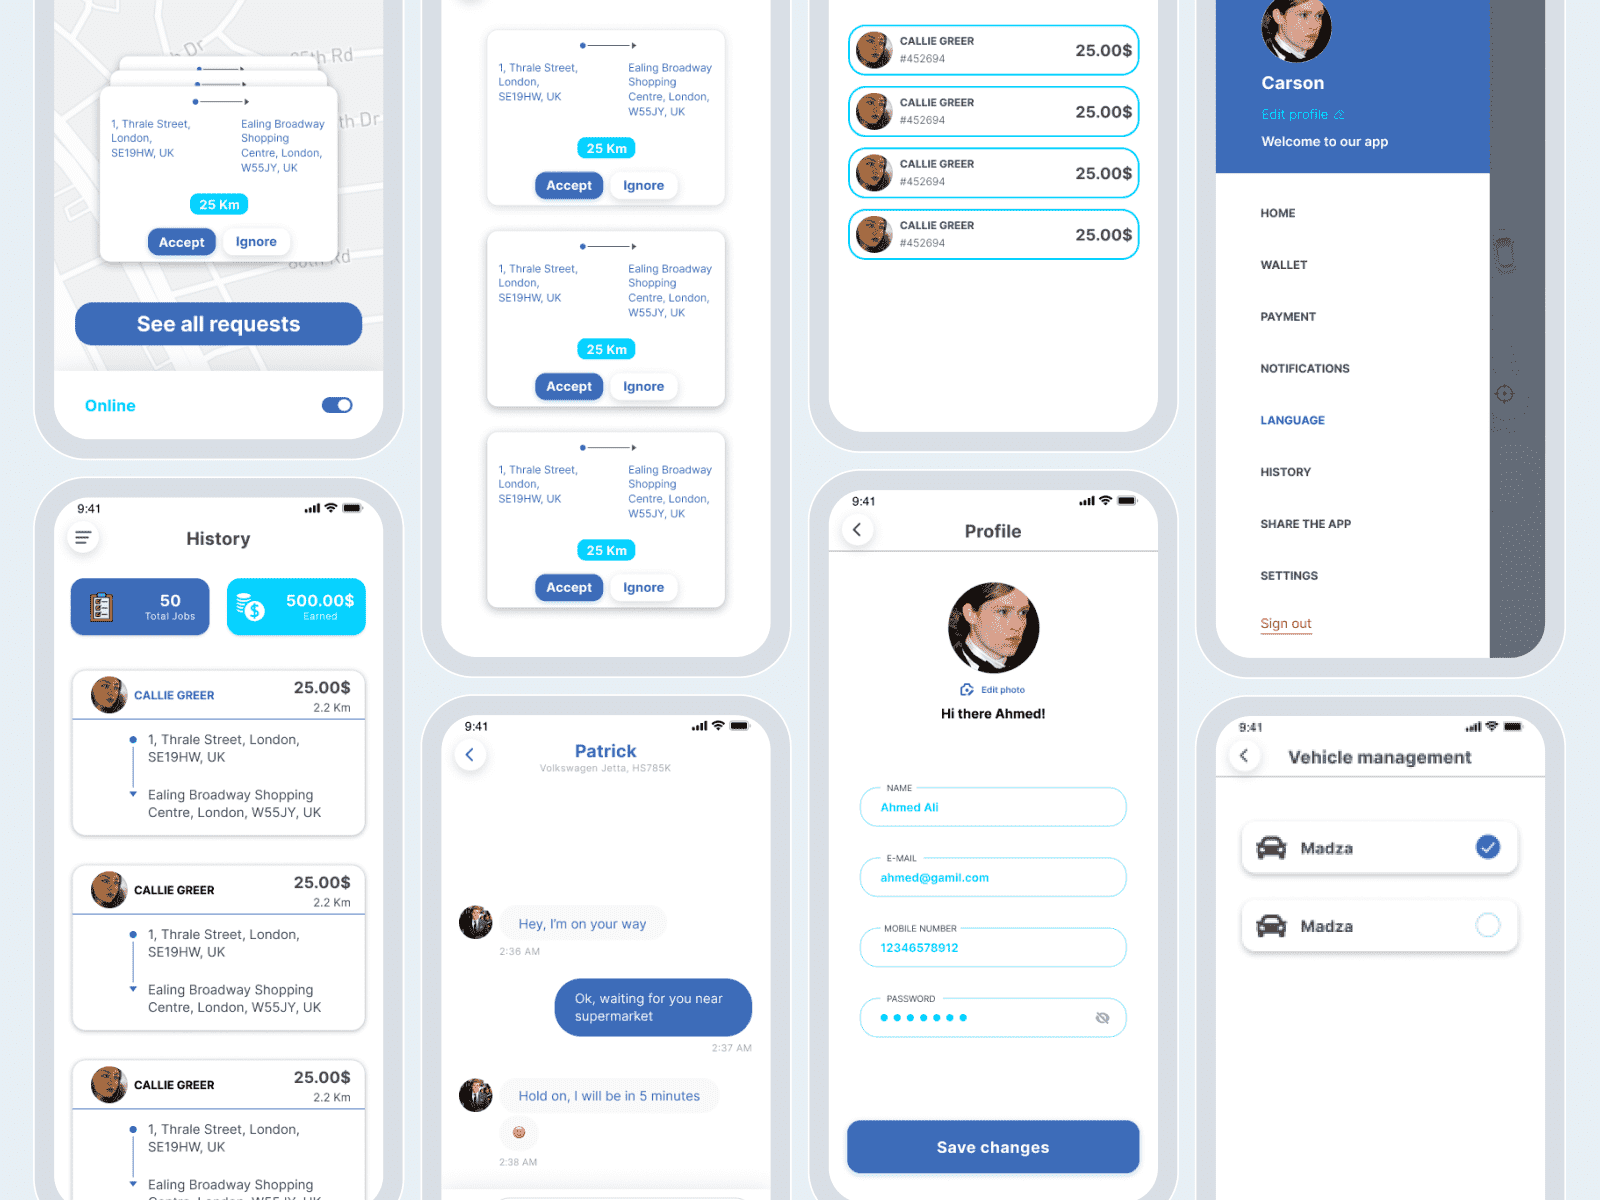 Dr
85th Rd
th Dr
1, Thrale Street,
London,
SE19HW, UK
Ealing Broadway
Shopping
Centre, London,
W55JY, UK
25 Km
Accept
Ignore
86th Rd
See all requests
Online
9:41
History
50
Total Jobs
500.00$
Earned
CALLIE GREER
25.00$
2.2 Km
1, Thrale Street, London,
SE19HW, UK
Ealing Broadway Shopping
Centre, London, W55JY, UK
CALLIE GREER
25.00$
2.2 Km
1, Thrale Street, London,
SE19HW, UK
Ealing Broadway Shopping
Centre, London, W55JY, UK
CALLIE GREER
25.00$
2.2 Km
1, Thrale Street, London,
SE19HW, UK
Ealing Broadway Shopping
Centre, London, W55JY, UK
1, Thrale Street,
London,
SE19HW, UK
Ealing Broadway
Shopping
Centre, London,
W55JY, UK
25 Km
Accept
Ignore
1, Thrale Street,
London,
SE19HW, UK
Ealing Broadway
Shopping
Centre, London,
W55JY, UK
25 Km
Accept
Ignore
1, Thrale Street,
London,
SE19HW, UK
Ealing Broadway
Shopping
Centre, London,
W55JY, UK
25 Km
Accept
Ignore
9:41
Patrick
Volkswagen Jetta, HS785K
Hey, I'm on your way
2:36 AM
Ok, waiting for you near
supermarket
2:37 AM
Hold on, I will be in 5 minutes
2:38 AM
CALLIE GREER
#452694
25.00$
CALLIE GREER
#452694
25.00$
CALLIE GREER
#452694
25.00$
CALLIE GREER
#452694
25.00$
9:41
Profile
Edit photo
Hi there Ahmed!
NAME
Ahmed Ali
E-MAIL
ahmed@gamil.com
MOBILE NUMBER
12346578912
PASSWORD
Save changes
Carson
Edit profile
Welcome to our app
HOME
WALLET
PAYMENT
NOTIFICATIONS
LANGUAGE
HISTORY
SHARE THE APP
SETTINGS
Sign out
9:41
Vehicle management
Madza
Madza